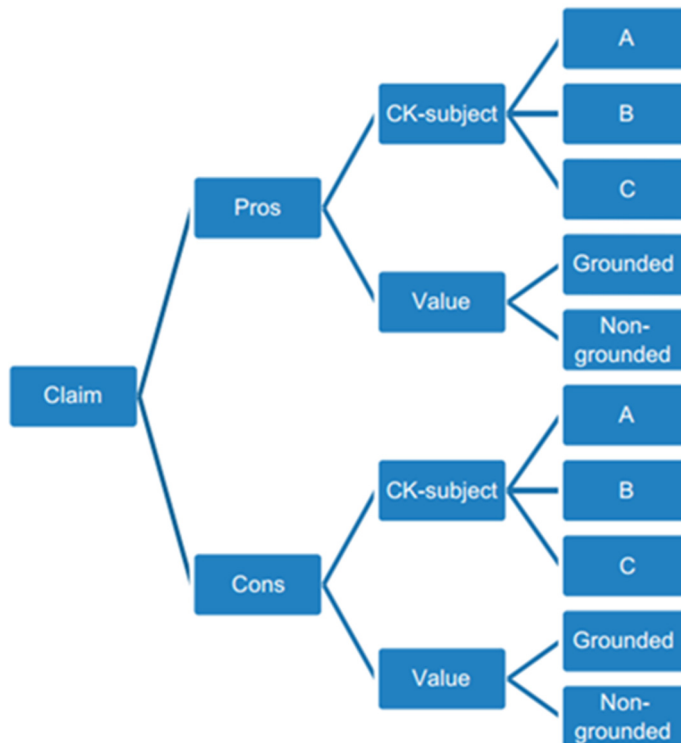 A
CK-subject
B
C
Pros
Grounded
Value
Non-
grounded
Claim
A
CK-subject
B
C
Cons
Grounded
Value
Non-
grounded